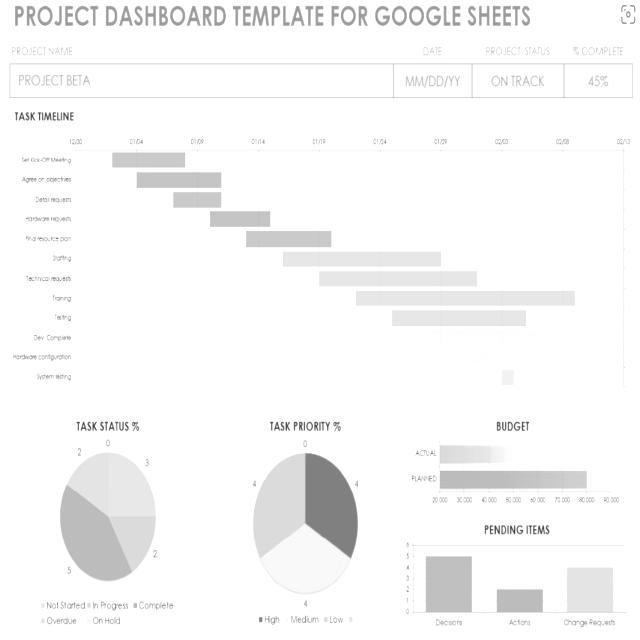 PROJECT DASHBOARD TEMPLATE FOR GOOGLE SHEETS
PROJECT NAME DATE PROJECT STATUS % COMPLETE
PROJECT BETA MM/DD/YY ON TRACK 45%
TASK TIMELINE
12/30 01/04 01/09 01/14 01/19 01/24 01/29 02/03 02/08 02/13
Set Kick-Off Meeting
Agree on objectives
Detail requests
Hardware requests
Final resource plan
Staffing
Technical requests
Training
Testing
Dev. Complete
Hardware configuration
System testing
TASK STATUS %
0
2
3
5
2
Not Started In Progress Complete
Overdue On Hold
TASK PRIORITY %
0
4 4
4
High Medium Low
BUDGET
ACTUAL
PLANNED
20.000 30.000 40.000 50.000 60.000 70.000 80.000 90.000
PENDING ITEMS
6
5
4
3
2
1
0
Decisions Actions Change Requests